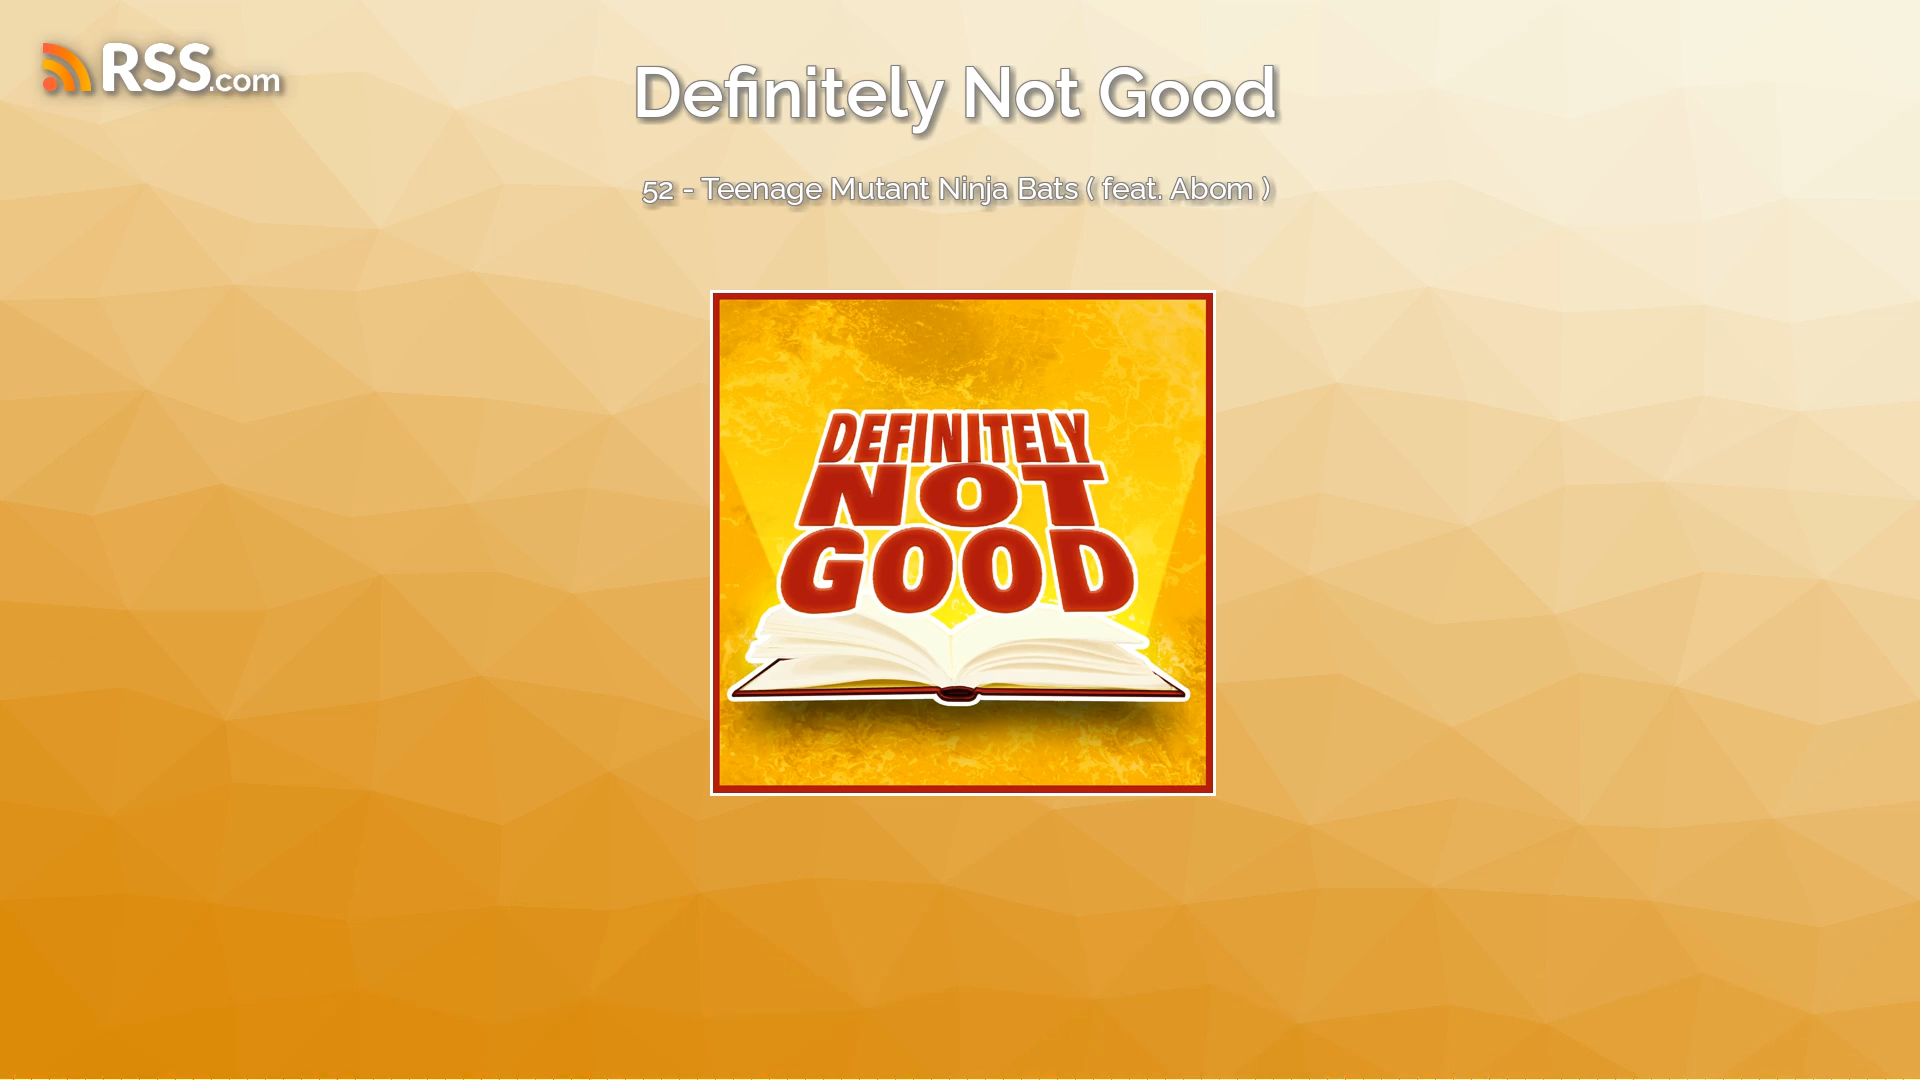 RSS.com
Definitely Not Good
52 - Teenage Mutant Ninja Bats ( feat. Abom )
DEFINITELY
NOT
GOOD